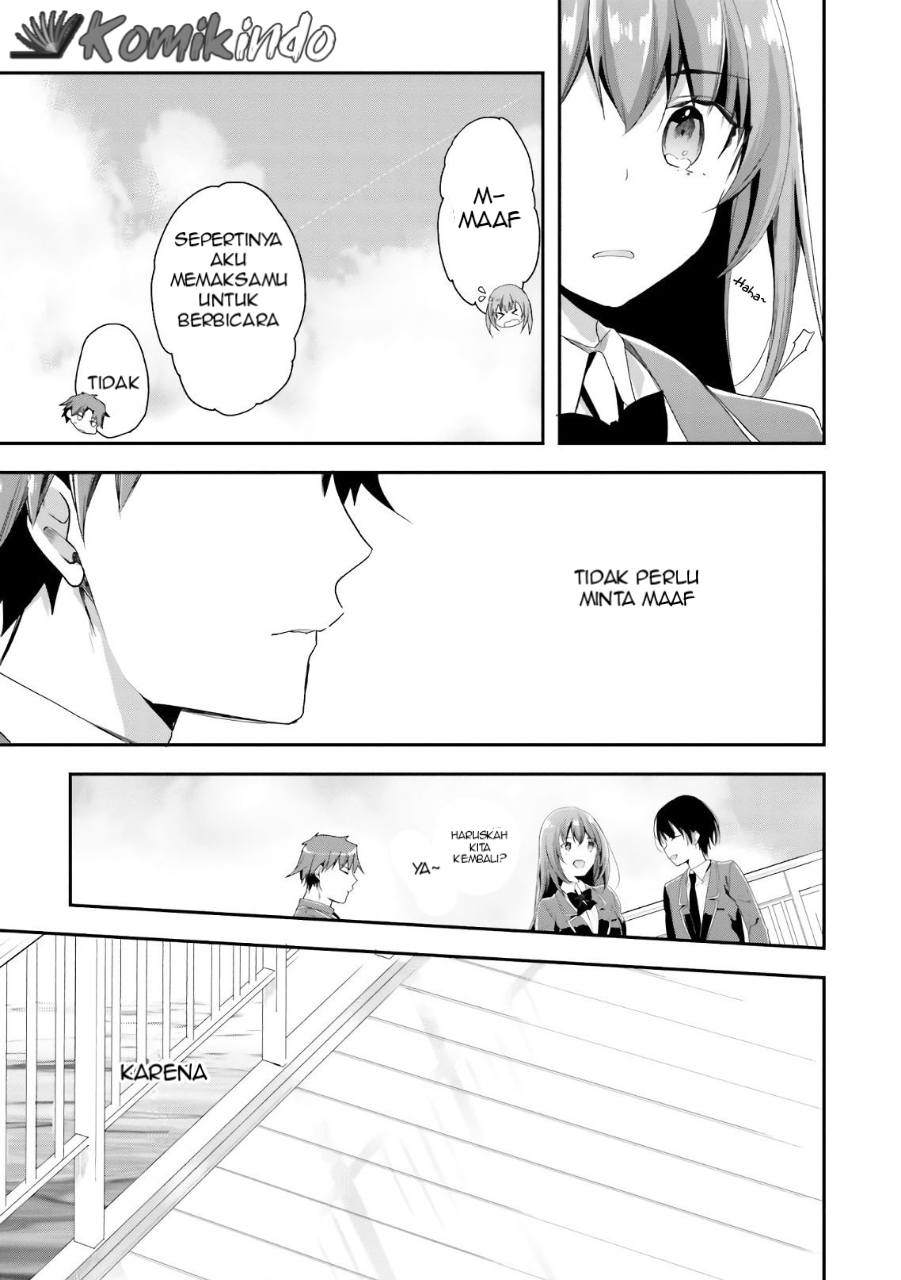 Komikindo
Haha~
M-
MAAF
SEPERTINYA
AKU
MEMAKSAMU
UNTUK
BERBICARA
TIDAK
TIDAK PERLU
MINTA MAAF
HARUSKAH
KITA
KEMBALI?
YA~
KARENA